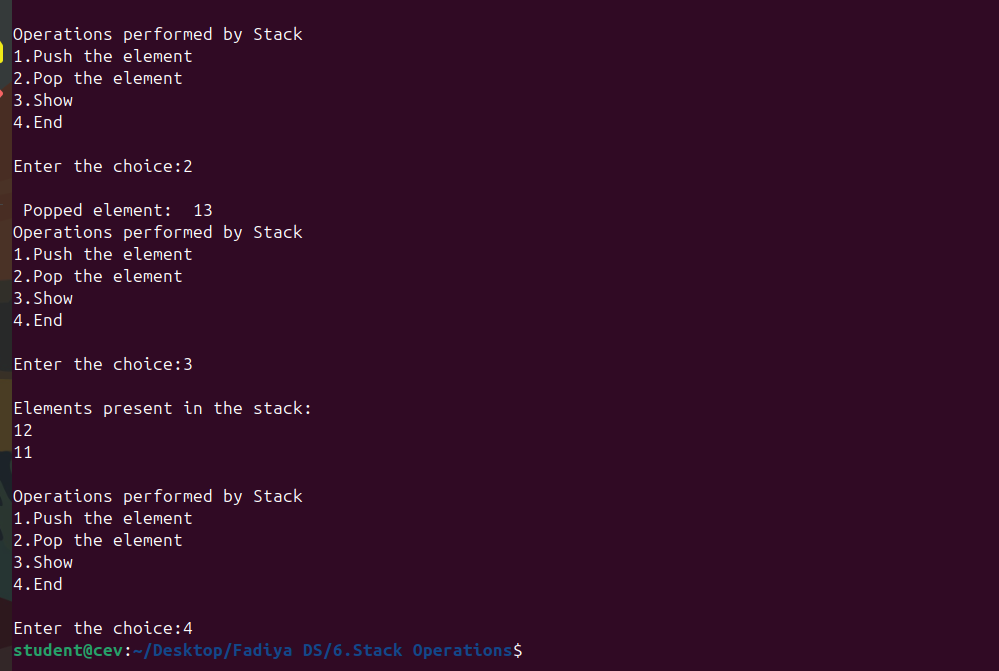 Operations performed by Stack
1.Push the element
2.Pop the element
3.Show
4.End
Enter the choice:2
Popped element:  13
Operations performed by Stack
1.Push the element
2.Pop the element
3.Show
4.End
Enter the choice:3
Elements present in the stack:
12
11
Operations performed by Stack
1.Push the element
2.Pop the element
3.Show
4.End
Enter the choice:4
student@cev:~/Desktop/Fadiya DS/6.Stack Operations$